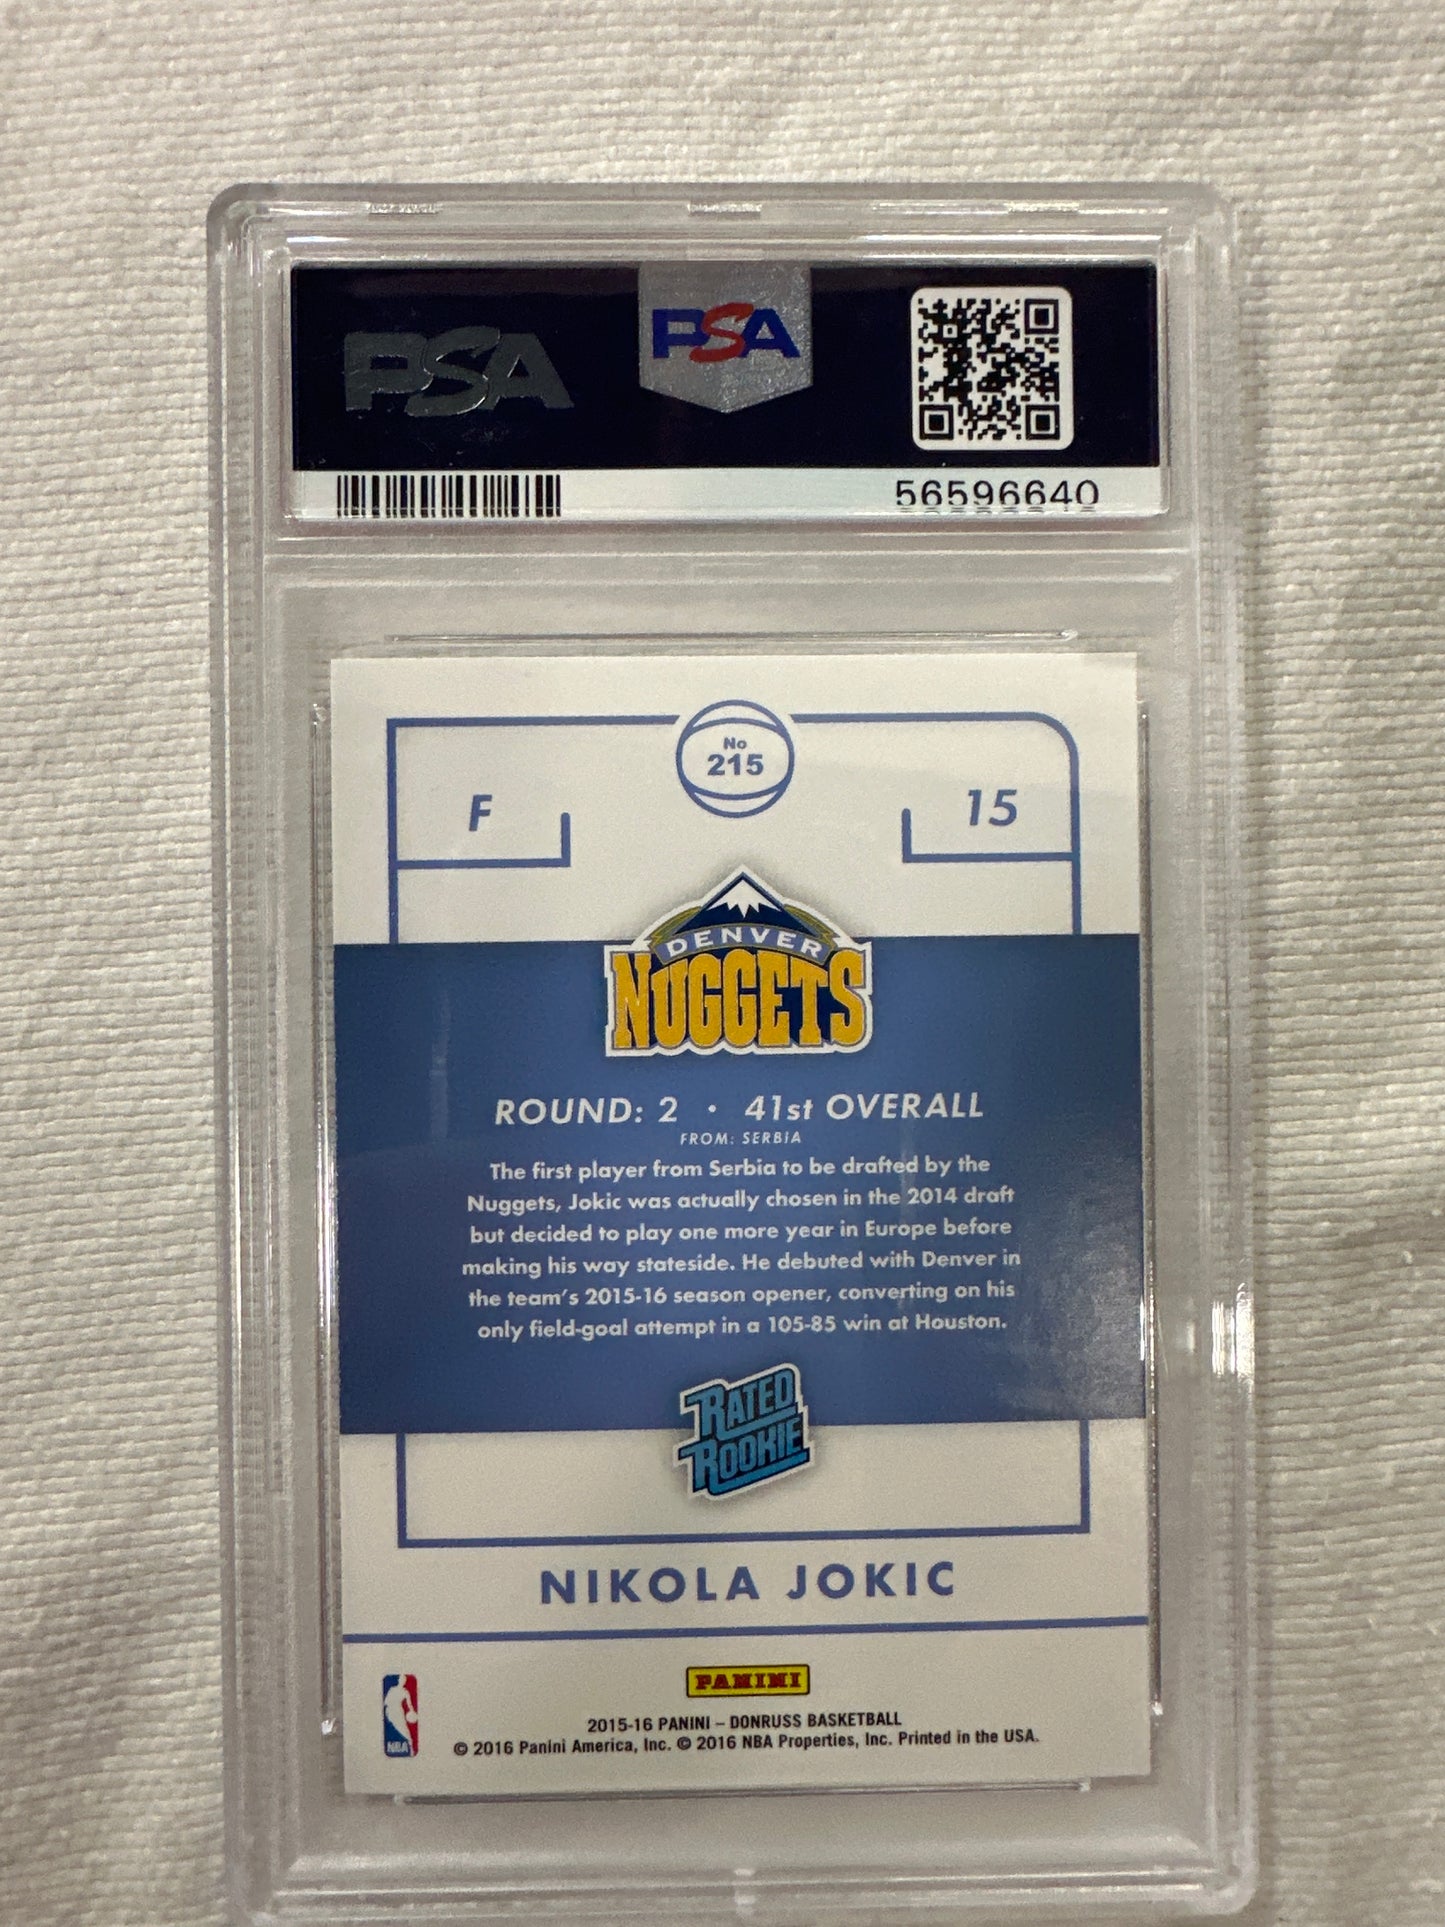 PSA
PSA
56596640
No
215
F
15
DENVER
NUGGETS
ROUND: 2 • 41st OVERALL
FROM: SERBIA
The first player from Serbia to be drafted by the
Nuggets, Jokic was actually chosen in the 2014 draft
but decided to play one more year in Europe before
making his way stateside. He debuted with Denver in
the team's 2015-16 season opener, converting on his
only field-goal attempt in a 105-85 win at Houston.
RATED
ROOKIE
NIKOLA JOKIC
NBA
PANINI
2015-16 PANINI – DONRUSS BASKETBALL
© 2016 Panini America, Inc. © 2016 NBA Properties, Inc. Printed in the USA.